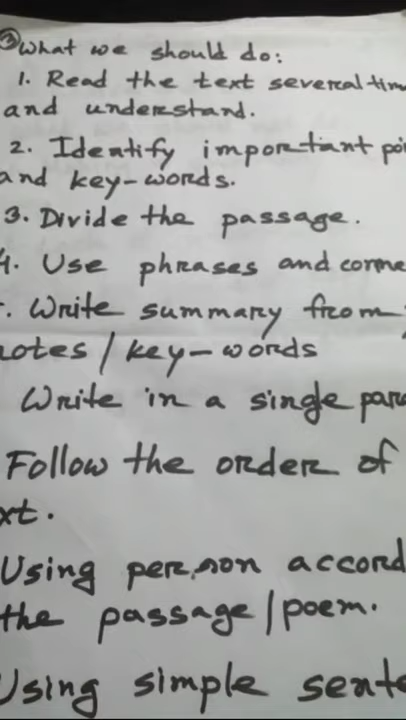 ③ What we should do:
1. Read the text several tim
and understand.
2. Identify important poi
and key-words.
3. Divide the passage.
4. Use phrases and conne
. Write summary from
notes / key-words
Write in a single para
Follow the order of
xt.
Using person accord
the passage / poem.
Using simple sente